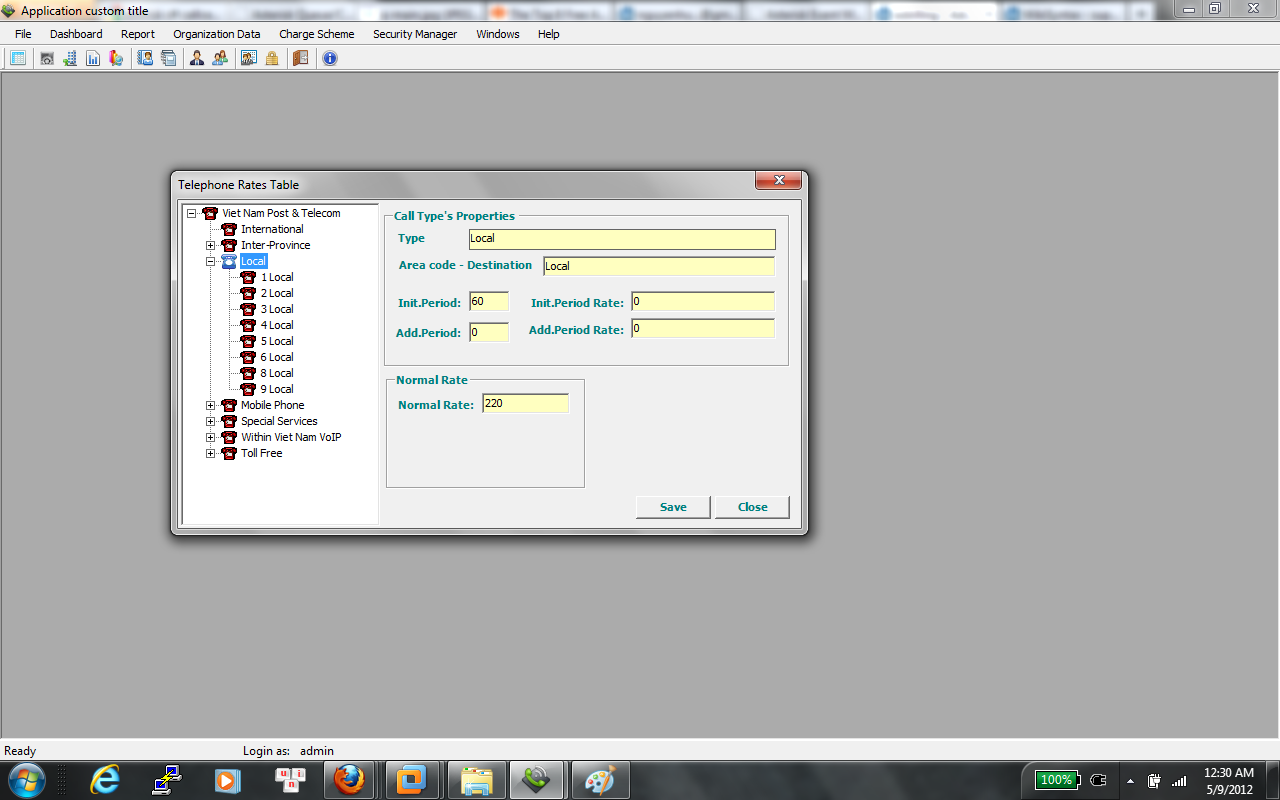 Application custom title
File Dashboard Report Organization Data Charge Scheme Security Manager Windows Help
Telephone Rates Table
Viet Nam Post & Telecom
International
Inter-Province
Local
1 Local
2 Local
3 Local
4 Local
5 Local
6 Local
8 Local
9 Local
Mobile Phone
Special Services
Within Viet Nam VoIP
Toll Free
Call Type's Properties
Type Local
Area code - Destination Local
Init.Period: 60 Init.Period Rate: 0
Add.Period: 0 Add.Period Rate: 0
Normal Rate
Normal Rate: 220
Save Close
Ready Login as: admin
u i n
100% 12:30 AM
5/9/2012